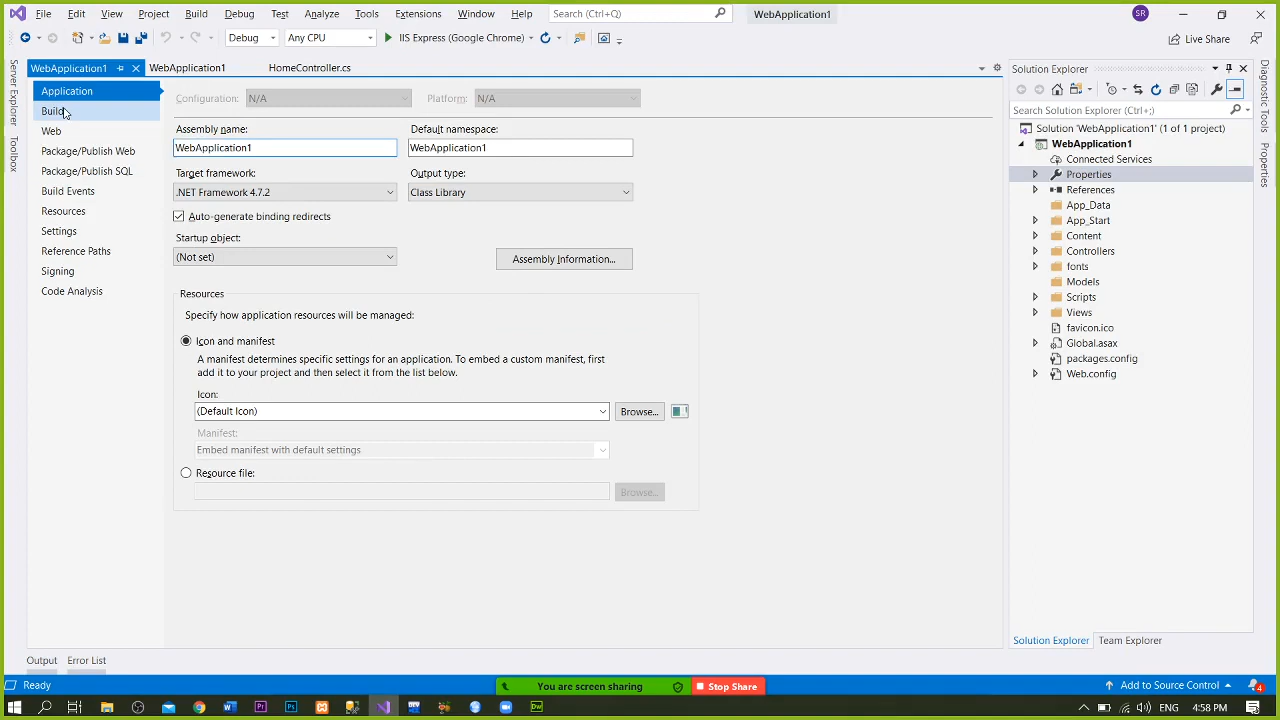 File Edit View Project Build Debug Test Analyze Tools Extensions Window Help Search (Ctrl+Q) WebApplication1 SR
Debug Any CPU IIS Express (Google Chrome) Live Share
Server Explorer
Toolbox
WebApplication1 WebApplication1 HomeController.cs
Application
Build
Web
Package/Publish Web
Package/Publish SQL
Build Events
Resources
Settings
Reference Paths
Signing
Code Analysis
Configuration: N/A Platform: N/A
Assembly name: Default namespace:
WebApplication1 WebApplication1
Target framework: Output type:
.NET Framework 4.7.2 Class Library
Auto-generate binding redirects
Startup object:
(Not set) Assembly Information...
Resources
Specify how application resources will be managed:
Icon and manifest
A manifest determines specific settings for an application. To embed a custom manifest, first
add it to your project and then select it from the list below.
Icon:
(Default Icon) Browse...
Manifest:
Embed manifest with default settings
Resource file:
Browse...
Solution Explorer
Search Solution Explorer (Ctrl+;)
Solution 'WebApplication1' (1 of 1 project)
WebApplication1
Connected Services
Properties
References
App_Data
App_Start
Content
Controllers
fonts
Models
Scripts
Views
favicon.ico
Global.asax
packages.config
Web.config
Solution Explorer Team Explorer
Diagnostic Tools
Properties
Output Error List
Ready You are screen sharing Stop Share Add to Source Control 4
ENG 4:58 PM